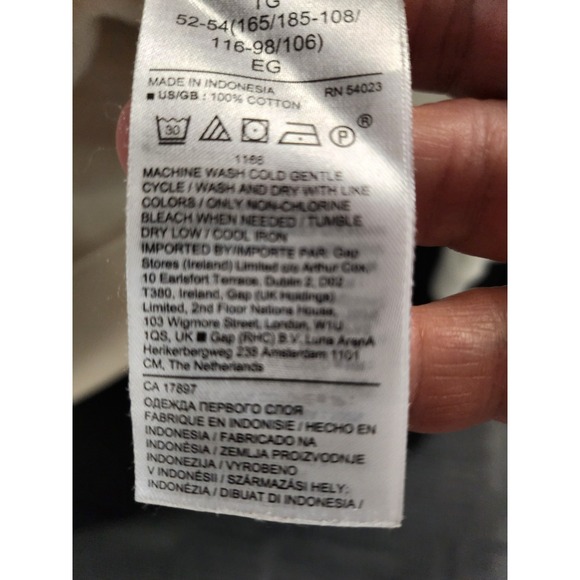 TG
52-54(165/185-108/
116-98/106)
EG
MADE IN INDONESIA RN 54023
■ US/GB : 100% COTTON
30 P ®
1166
MACHINE WASH COLD GENTLE
CYCLE / WASH AND DRY WITH LIKE
COLORS / ONLY NON-CHLORINE
BLEACH WHEN NEEDED / TUMBLE
DRY LOW / COOL IRON
IMPORTED BY/IMPORTE PAR: Gap
Stores (Ireland) Limited c/o Arthur Cox,
10 Earlsfort Terrace, Dublin 2, D02
T380, Ireland, Gap (UK Holdings)
Limited, 2nd Floor Nations House,
103 Wigmore Street, London, W1U
1QS, UK ■ Gap (RHC) B.V. Luna ArenA
Herikerbergweg 238 Amsterdam 1101
CM, The Netherlands
CA 17897
ОДЕЖДА ПЕРВОГО СЛОЯ
FABRIQUE EN INDONISIE / HECHO EN
INDONESIA / FABRICADO NA
INDONÉSIA / ZEMLJA PROIZVODNJE
INDONEZIJA / VYROBENO
V INDONÉSII / SZÁRMAZÁSI HELY:
INDONÉZIA / DIBUAT DI INDONESIA /